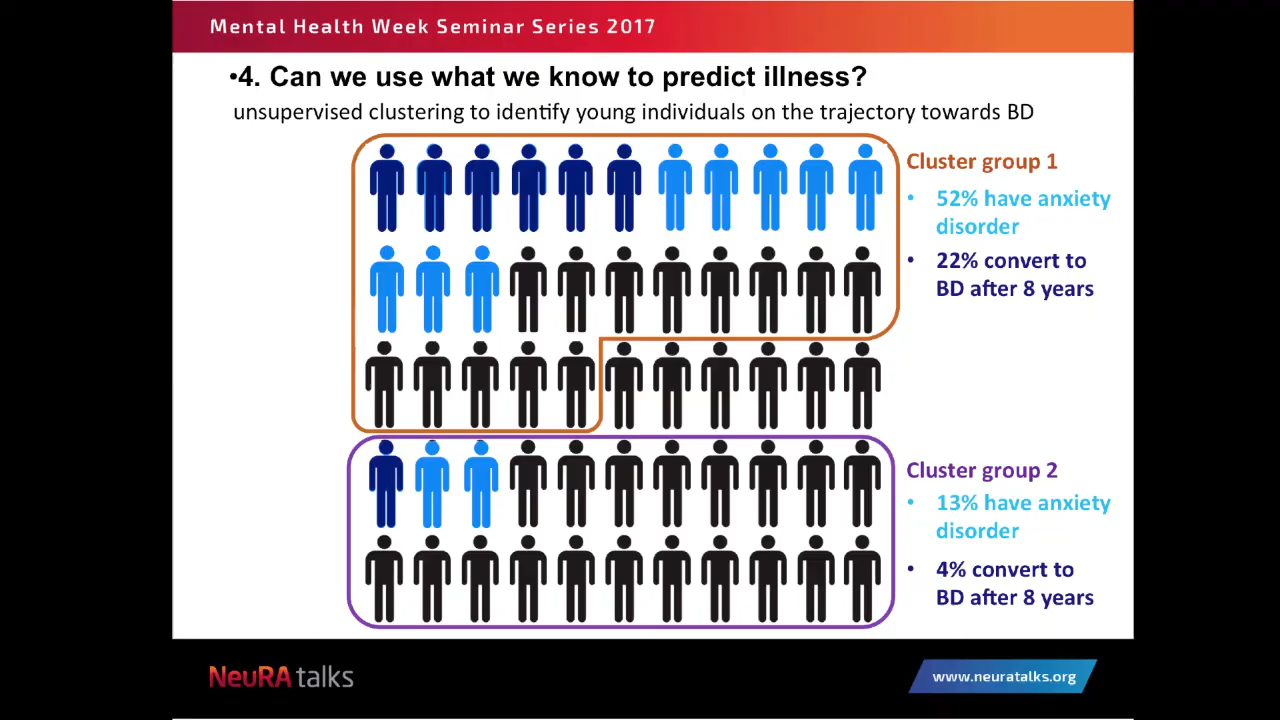 Mental Health Week Seminar Series 2017
•4. Can we use what we know to predict illness?
unsupervised clustering to identify young individuals on the trajectory towards BD
Cluster group 1
• 52% have anxiety
disorder
• 22% convert to
BD after 8 years
Cluster group 2
• 13% have anxiety
disorder
• 4% convert to
BD after 8 years
NeuRA talks
www.neuratalks.org